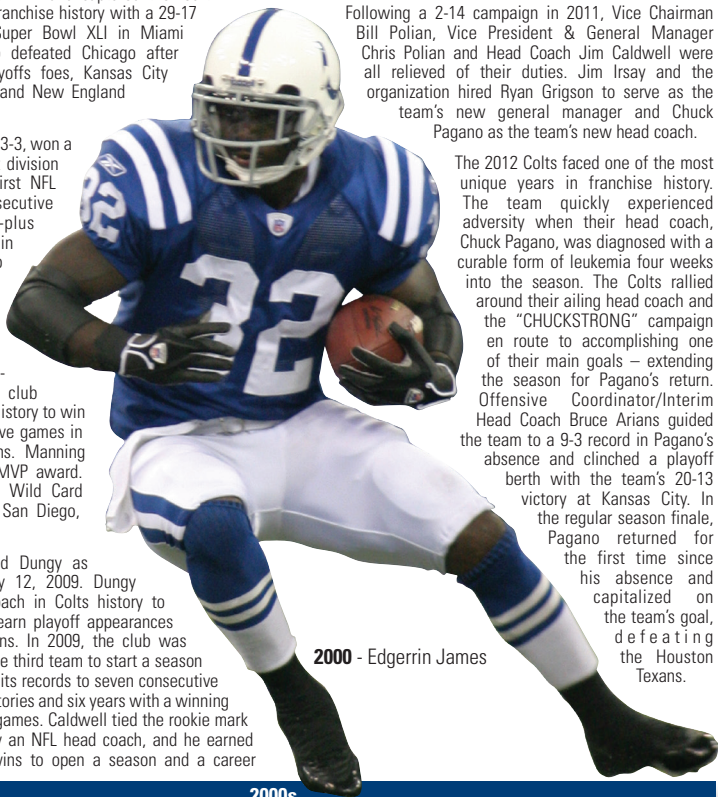 ranchise history with a 29-17
Super Bowl XLI in Miami
defeated Chicago after
yoffs foes, Kansas City
and New England
3-3, won a
division
irst NFL
secutive
-plus
in
-
club
istory to win
ve games in
ns. Manning
MVP award.
Wild Card
San Diego,
d Dungy as
y 12, 2009. Dungy
ach in Colts history to
earn playoff appearances
ns. In 2009, the club was
e third team to start a season
its records to seven consecutive
tories and six years with a winning
games. Caldwell tied the rookie mark
y an NFL head coach, and he earned
wins to open a season and a career
32
32
2000 - Edgerrin James
Following a 2-14 campaign in 2011, Vice Chairman
Bill Polian, Vice President & General Manager
Chris Polian and Head Coach Jim Caldwell were
all relieved of their duties. Jim Irsay and the
organization hired Ryan Grigson to serve as the
team's new general manager and Chuck
Pagano as the team's new head coach.
The 2012 Colts faced one of the most
unique years in franchise history.
The team quickly experienced
adversity when their head coach,
Chuck Pagano, was diagnosed with a
curable form of leukemia four weeks
into the season. The Colts rallied
around their ailing head coach and
the “CHUCKSTRONG” campaign
en route to accomplishing one
of their main goals – extending
the season for Pagano's return.
Offensive Coordinator/Interim
Head Coach Bruce Arians guided
the team to a 9-3 record in Pagano's
absence and clinched a playoff
berth with the team's 20-13
victory at Kansas City. In
the regular season finale,
Pagano returned for
the first time since
his absence and
capitalized on
the team's goal,
defeating
the Houston
Texans.
2000s